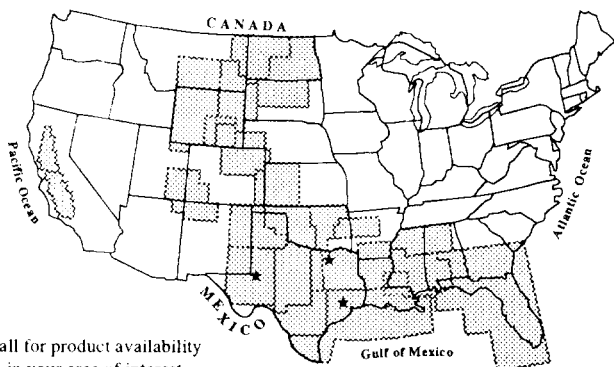 CANADA
Pacific Ocean
Atlantic Ocean
MEXICO
Gulf of Mexico
all for product availability
in your area of interest